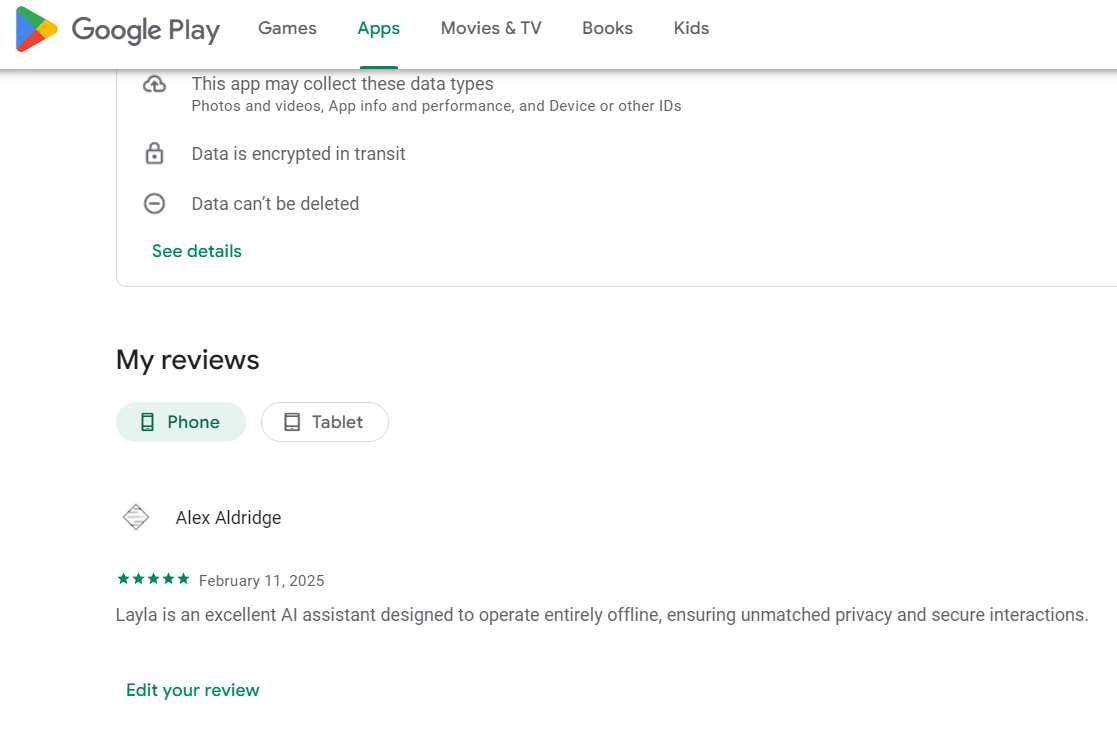 Google Play Games Apps Movies & TV Books Kids
This app may collect these data types
Photos and videos, App info and performance, and Device or other IDs
Data is encrypted in transit
Data can’t be deleted
See details
My reviews
Phone Tablet
Alex Aldridge
February 11, 2025
Layla is an excellent AI assistant designed to operate entirely offline, ensuring unmatched privacy and secure interactions.
Edit your review